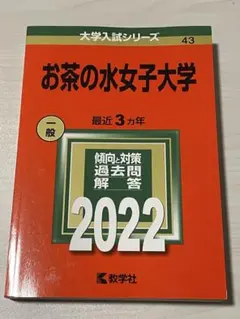 大学入試シリーズ
43
お茶の水女子大学
一般
最近3カ年
傾向と対策
過去問
解答
2022
教学社